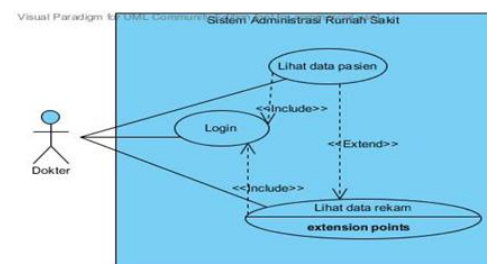 Visual Paradigm for UML Community
Sistem Administrasi Rumah Sakit
Lihat data pasien
<<Include>>
Login
<<Extend>>
Dokter
<<Include>>
Lihat data rekam
extension points